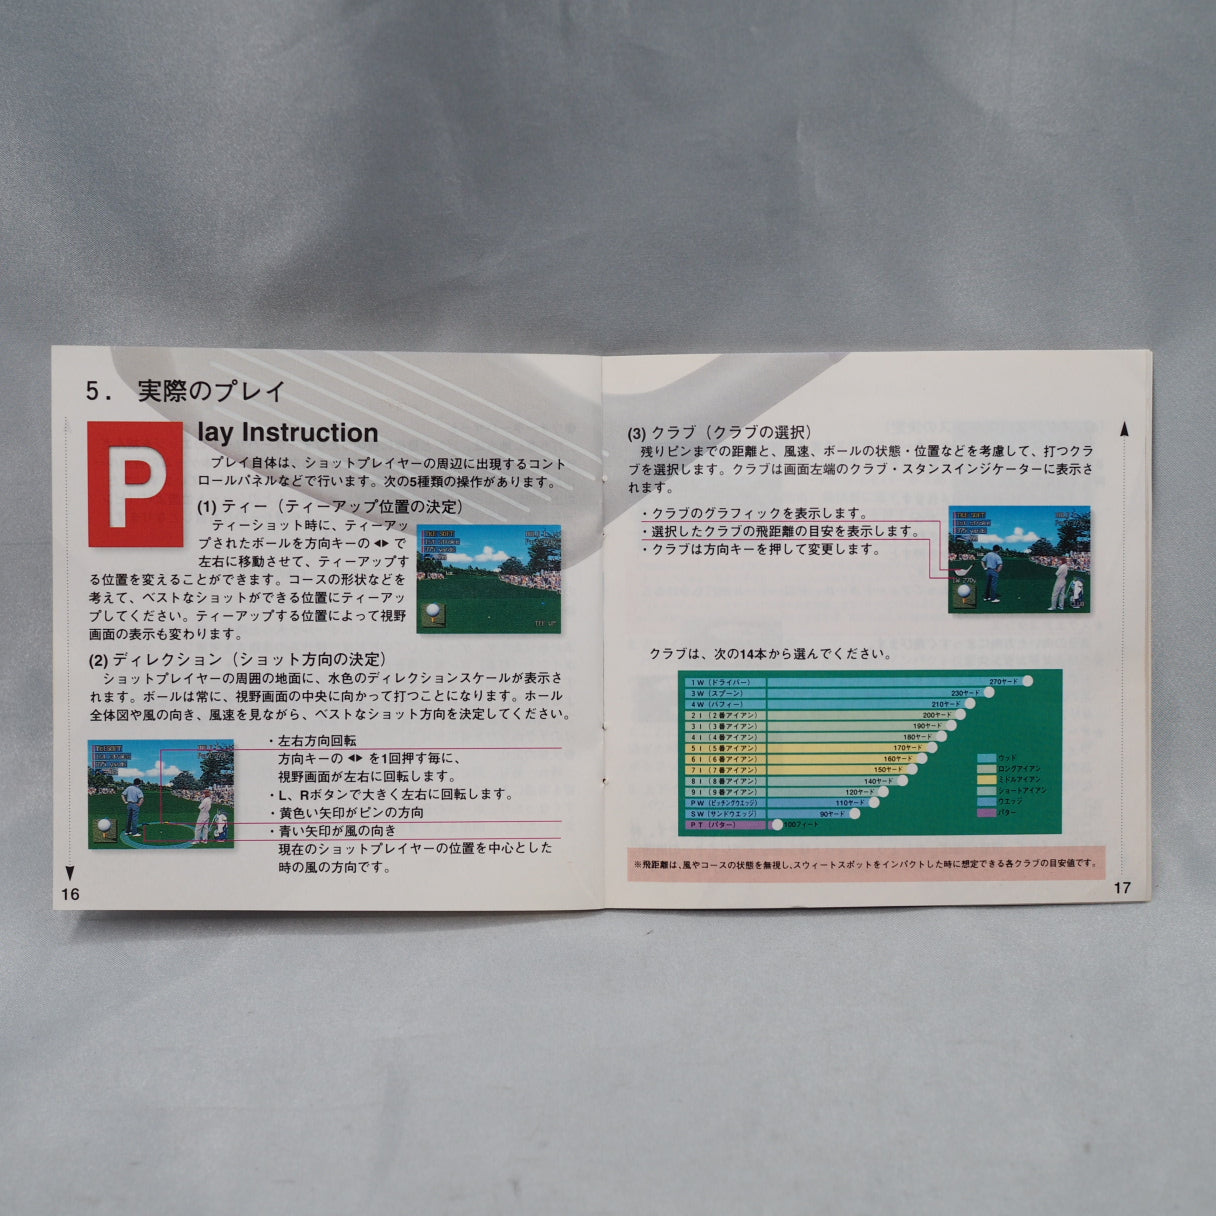 5. 実際のプレイ
Play Instruction
プレイ自体は、ショットプレイヤーの周辺に出現するコント
ロールパネルなどで行います。次の5種類の操作があります。
(1) ティー（ティーアップ位置の決定）
ティーショット時に、ティーアッ
プされたボールを方向キーの◀▶で
左右に移動させて、ティーアップす
る位置を変えることができます。コースの形状などを
考えて、ベストなショットができる位置にティーアッ
プしてください。ティーアップする位置によって視野
画面の表示も変わります。
TEE UP
(2) ディレクション（ショット方向の決定）
ショットプレイヤーの周囲の地面に、水色のディレクションスケールが表示さ
れます。ボールは常に、視野画面の中央に向かって打つことになります。ホール
全体図や風の向き、風速を見ながら、ベストなショット方向を決定してください。
・左右方向回転
方向キーの ◀▶ を1回押す毎に、
視野画面が左右に回転します。
・L、Rボタンで大きく左右に回転します。
・黄色い矢印がピンの方向
・青い矢印が風の向き
現在のショットプレイヤーの位置を中心とした
時の風の方向です。
16
(3) クラブ（クラブの選択）
残りピンまでの距離と、風速、ボールの状態・位置などを考慮して、打つクラ
ブを選択します。クラブは画面左端のクラブ・スタンスインジケーターに表示さ
れます。
・クラブのグラフィックを表示します。
・選択したクラブの飛距離の目安を表示します。
・クラブは方向キーを押して変更します。
1W 270y
クラブは、次の14本から選んでください。
1W（ドライバー） 270ヤード
3W（スプーン） 230ヤード
4W（バフィー） 210ヤード
2I（2番アイアン） 200ヤード
3I（3番アイアン） 190ヤード
4I（4番アイアン） 180ヤード
5I（5番アイアン） 170ヤード
6I（6番アイアン） 160ヤード
7I（7番アイアン） 150ヤード
8I（8番アイアン） 140ヤード
9I（9番アイアン） 120ヤード
PW（ピッチングウエッジ） 110ヤード
SW（サンドウエッジ） 90ヤード
PT（パター） 100フィート
ウッド
ロングアイアン
ミドルアイアン
ショートアイアン
ウエッジ
パター
※飛距離は、風やコースの状態を無視し、スウィートスポットをインパクトした時に想定できる各クラブの目安値です。
17